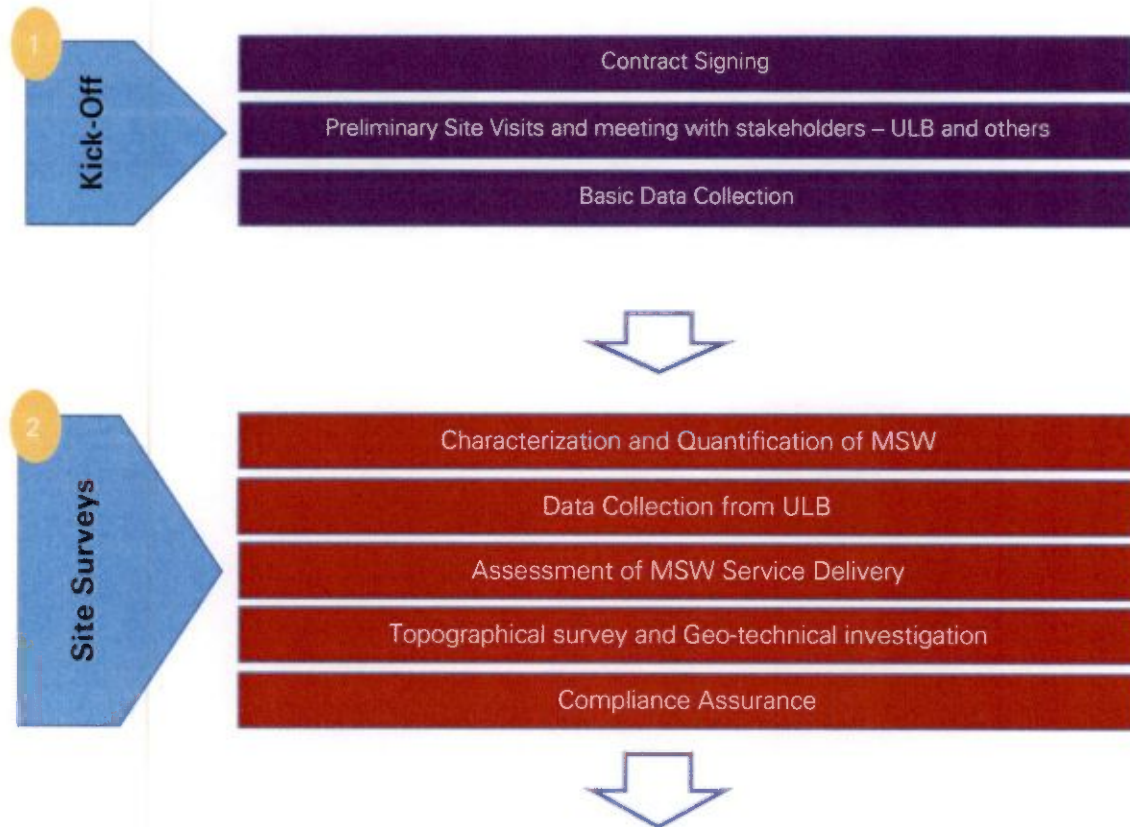 1
Kick-Off
Contract Signing
Preliminary Site Visits and meeting with stakeholders – ULB and others
Basic Data Collection
2
Site Surveys
Characterization and Quantification of MSW
Data Collection from ULB
Assessment of MSW Service Delivery
Topographical survey and Geo-technical investigation
Compliance Assurance